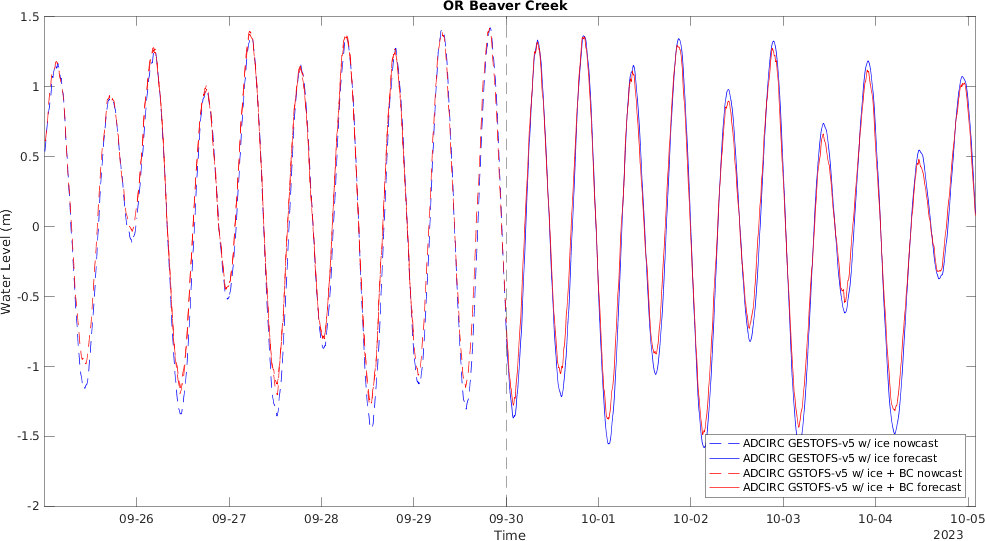 OR Beaver Creek
1.5
1
0.5
0
-0.5
-1
-1.5
-2
Water Level (m)
09-26 09-27 09-28 09-29 09-30 10-01 10-02 10-03 10-04 10-05
Time
2023
ADCIRC GESTOFS-v5 w/ ice nowcast
ADCIRC GESTOFS-v5 w/ ice forecast
ADCIRC GSTOFS-v5 w/ ice + BC nowcast
ADCIRC GSTOFS-v5 w/ ice + BC forecast